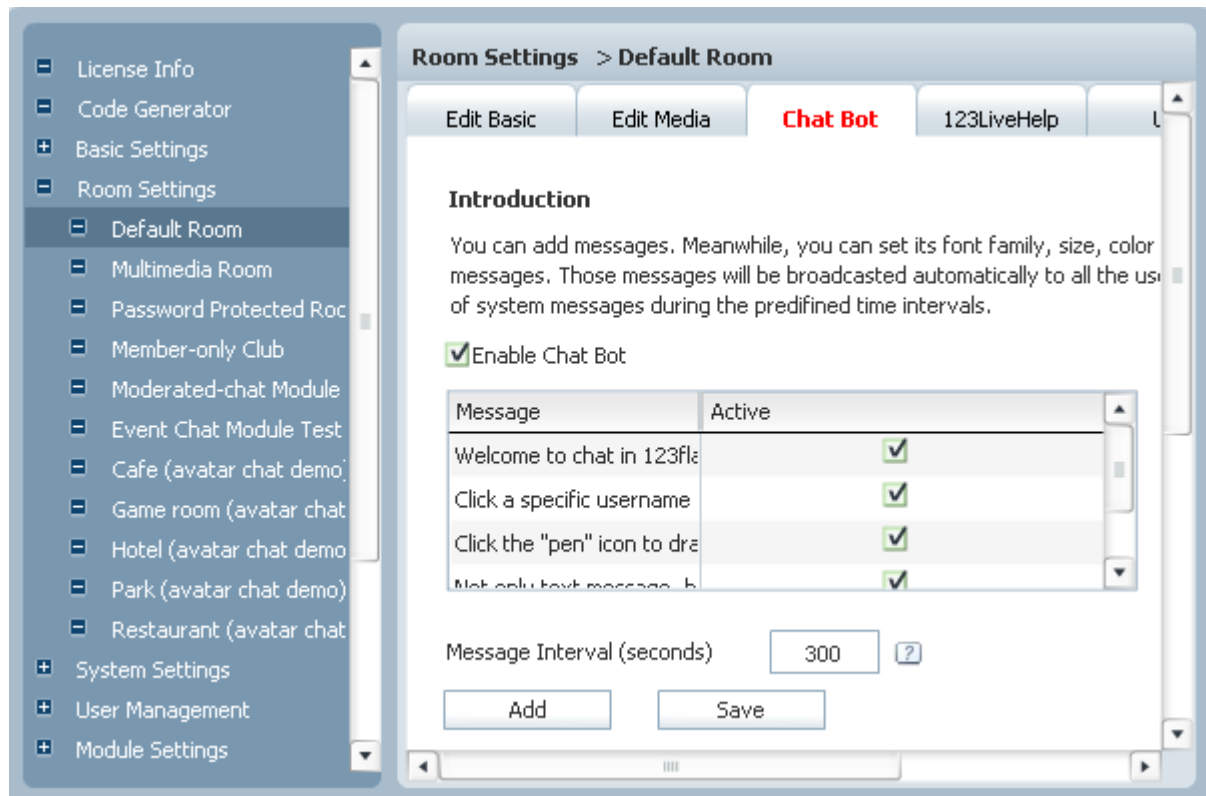 License Info
Code Generator
Basic Settings
Room Settings
Default Room
Multimedia Room
Password Protected Roo
Member-only Club
Moderated-chat Module
Event Chat Module Test
Cafe (avatar chat demo)
Game room (avatar chat
Hotel (avatar chat demo
Park (avatar chat demo)
Restaurant (avatar chat
System Settings
User Management
Module Settings
Room Settings > Default Room
Edit Basic Edit Media Chat Bot 123LiveHelp
Introduction
You can add messages. Meanwhile, you can set its font family, size, color
messages. Those messages will be broadcasted automatically to all the use
of system messages during the predifined time intervals.
Enable Chat Bot
Message Active
Welcome to chat in 123fla
Click a specific username
Click the "pen" icon to dra
Not only text message, b
Message Interval (seconds) 300 ?
Add Save